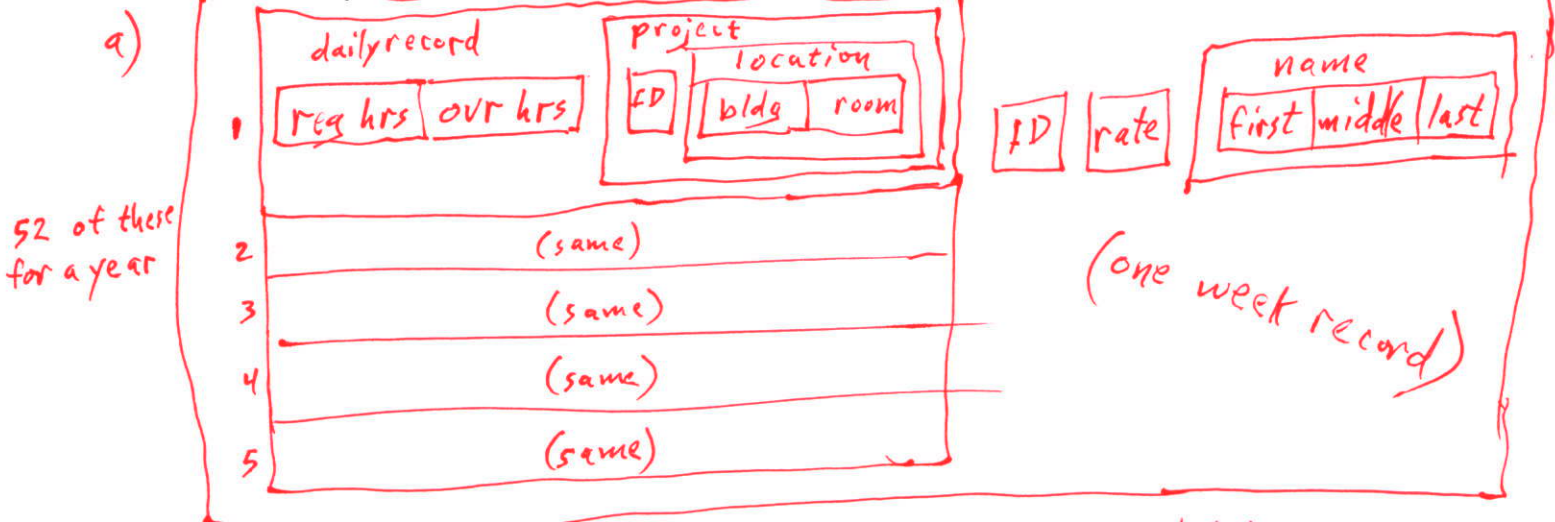 a)
dailyrecord
project
location
name
1
reg hrs
ovr hrs
ID
bldg
room
ID
rate
first
middle
last
52 of these
for a year
2
(same)
(one week record)
3
(same)
4
(same)
5
(same)